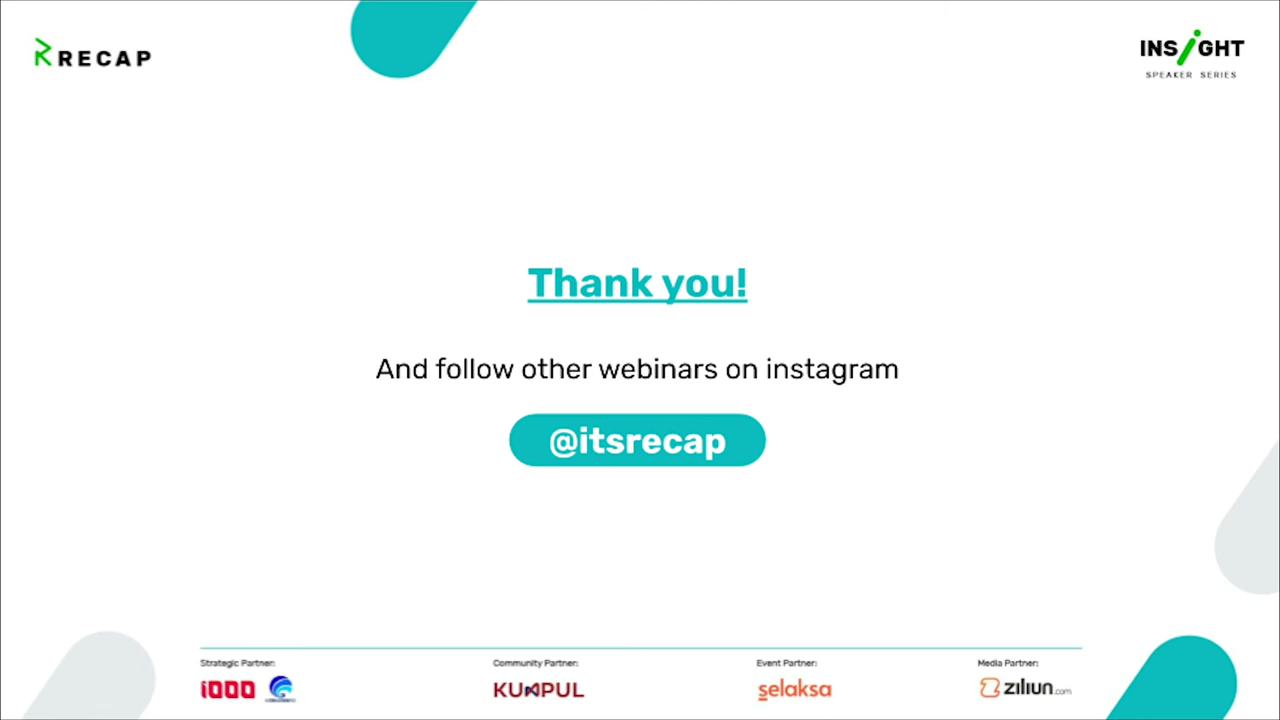 RECAP
INSiGHT
SPEAKER SERIES
Thank you!
And follow other webinars on instagram
@itsrecap
Strategic Partner:
1000
Community Partner:
KUMPUL
Event Partner:
selaksa
Media Partner:
ziliun.com